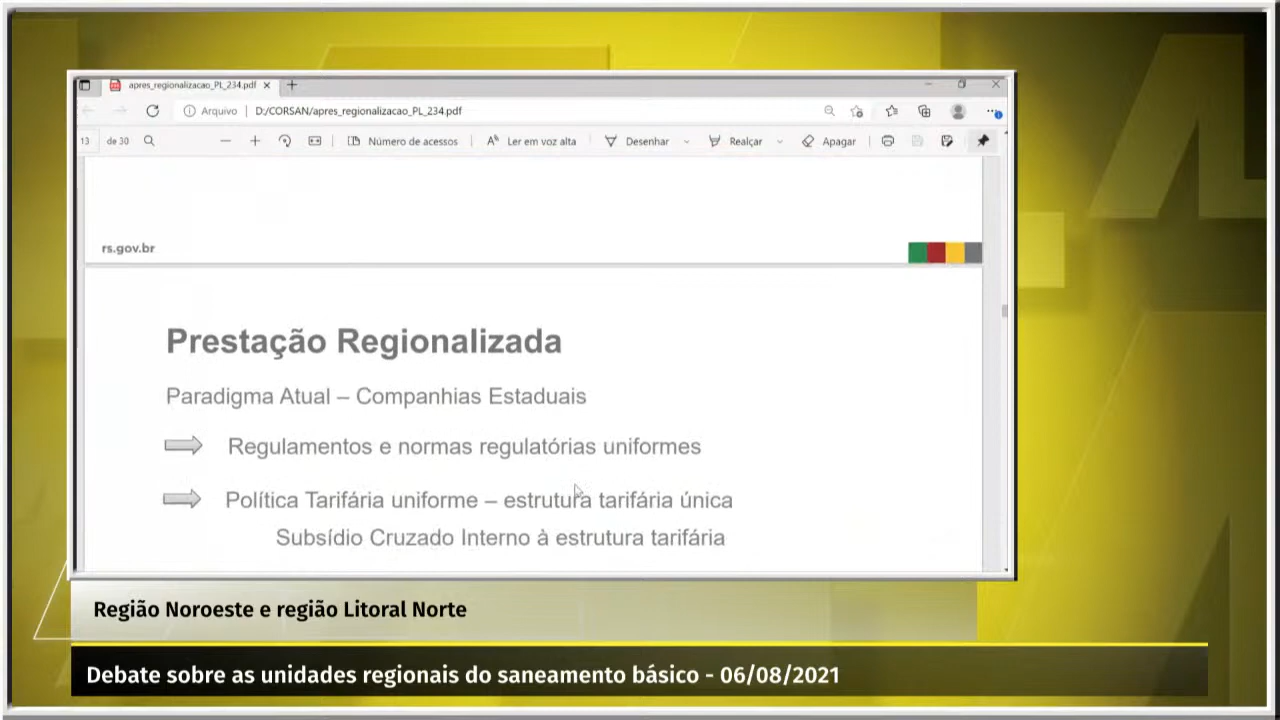 apres_regionalizacao_PL_234.pdf
Arquivo D:/CORSAN/apres_regionalizacao_PL_234.pdf
13 de 30 Número de acessos Ler em voz alta Desenhar Realçar Apagar
rs.gov.br
Prestação Regionalizada
Paradigma Atual – Companhias Estaduais
Regulamentos e normas regulatórias uniformes
Política Tarifária uniforme – estrutura tarifária única
Subsídio Cruzado Interno à estrutura tarifária
Região Noroeste e região Litoral Norte
Debate sobre as unidades regionais do saneamento básico - 06/08/2021